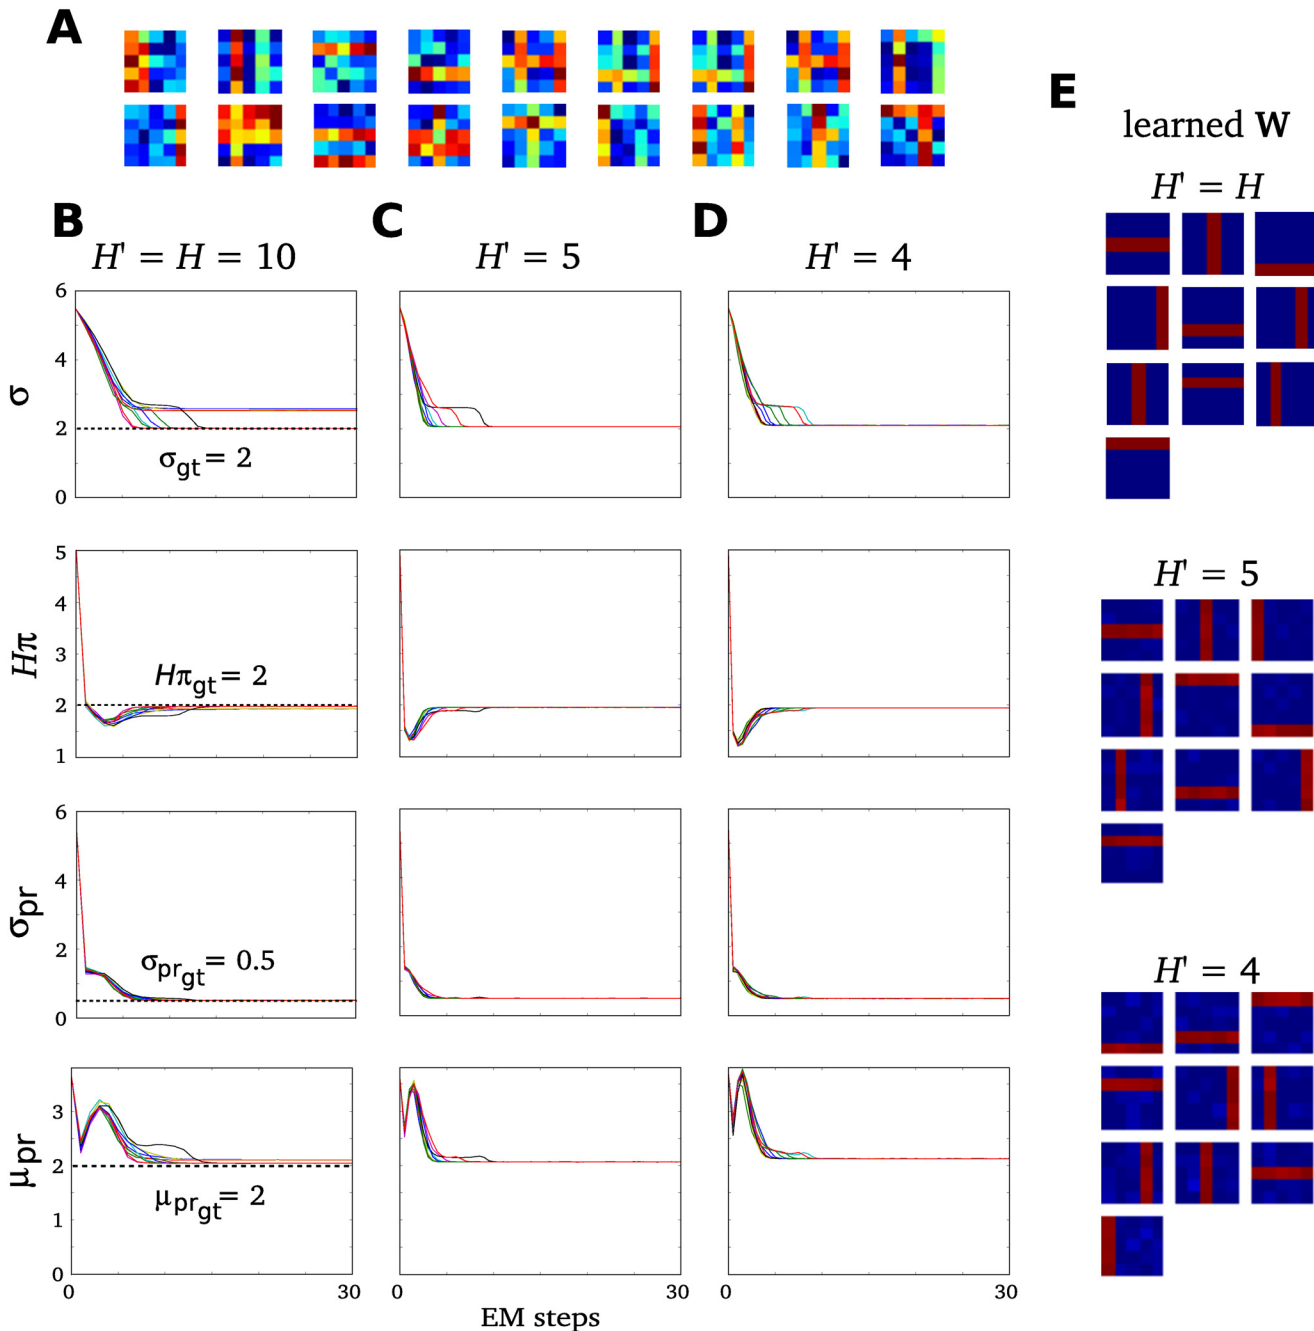 A
E
learned W
H' = H
B
C
D
H' = H = 10
H' = 5
H' = 4
6
4
2
0
σ
σgt = 2
5
4
3
2
1
Hπ
Hπgt = 2
H' = 5
6
4
2
0
σpr
σprgt = 0.5
H' = 4
3
2
1
0
μpr
μprgt = 2
0
30
0
30
0
30
EM steps